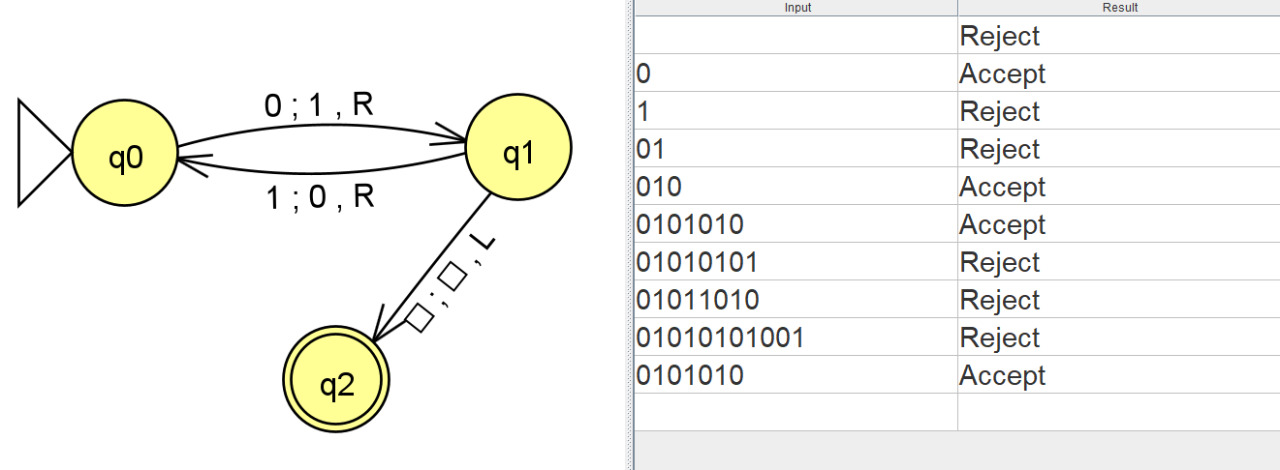 0 ; 1 , R
q0
q1
1 ; 0 , R
□ ; □ , L
q2
Input Result
Reject
0 Accept
1 Reject
01 Reject
010 Accept
0101010 Accept
01010101 Reject
01011010 Reject
01010101001 Reject
0101010 Accept